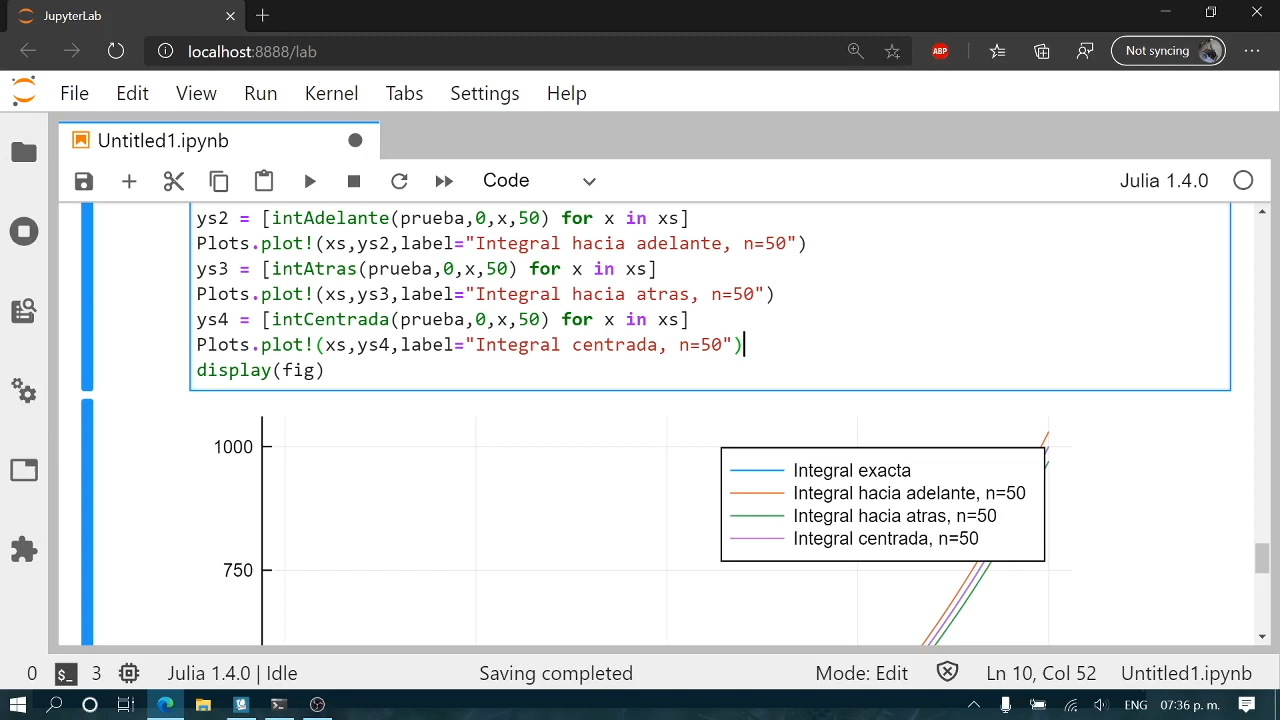 JupyterLab
localhost:8888/lab
ABP
Not syncing
File Edit View Run Kernel Tabs Settings Help
Untitled1.ipynb
Code
Julia 1.4.0
ys2 = [intAdelante(prueba,0,x,50) for x in xs]
Plots.plot!(xs,ys2,label="Integral hacia adelante, n=50")
ys3 = [intAtras(prueba,0,x,50) for x in xs]
Plots.plot!(xs,ys3,label="Integral hacia atras, n=50")
ys4 = [intCentrada(prueba,0,x,50) for x in xs]
Plots.plot!(xs,ys4,label="Integral centrada, n=50")
display(fig)
1000
Integral exacta
Integral hacia adelante, n=50
Integral hacia atras, n=50
Integral centrada, n=50
750
0 $_ 3 Julia 1.4.0 | Idle Saving completed Mode: Edit Ln 10, Col 52 Untitled1.ipynb
ENG 07:36 p. m.